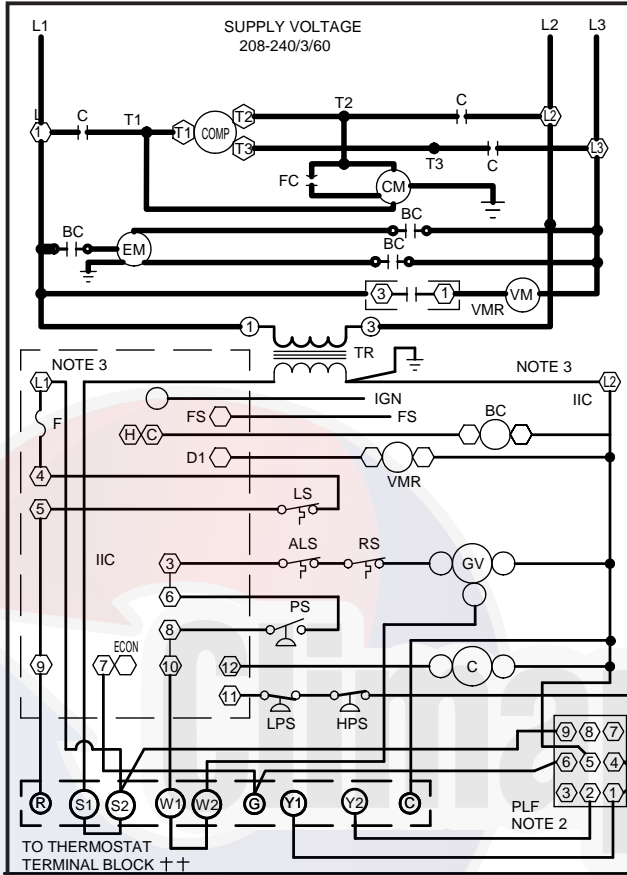 L1 SUPPLY VOLTAGE L2 L3
208-240/3/60
L C T1 T2 T2 C
1 T1 COMP L2
T3 T3 C L3
FC CM
BC
BC EM BC
3 1 VM
VMR
1 3
TR
NOTE 3 NOTE 3
L1 L2
IGN IIC
F FS FS BC
H C
D1
4 VMR
5 LS
IIC ALS RS
3 GV
6 PS
8
ECON
9 7 10 12 C
11
LPS HPS
9 8 7
6 5 4
3 2 1
R S1 S2 W1 W2 G Y1 Y2 C
PLF
NOTE 2
TO THERMOSTAT
TERMINAL BLOCK ††
Climap